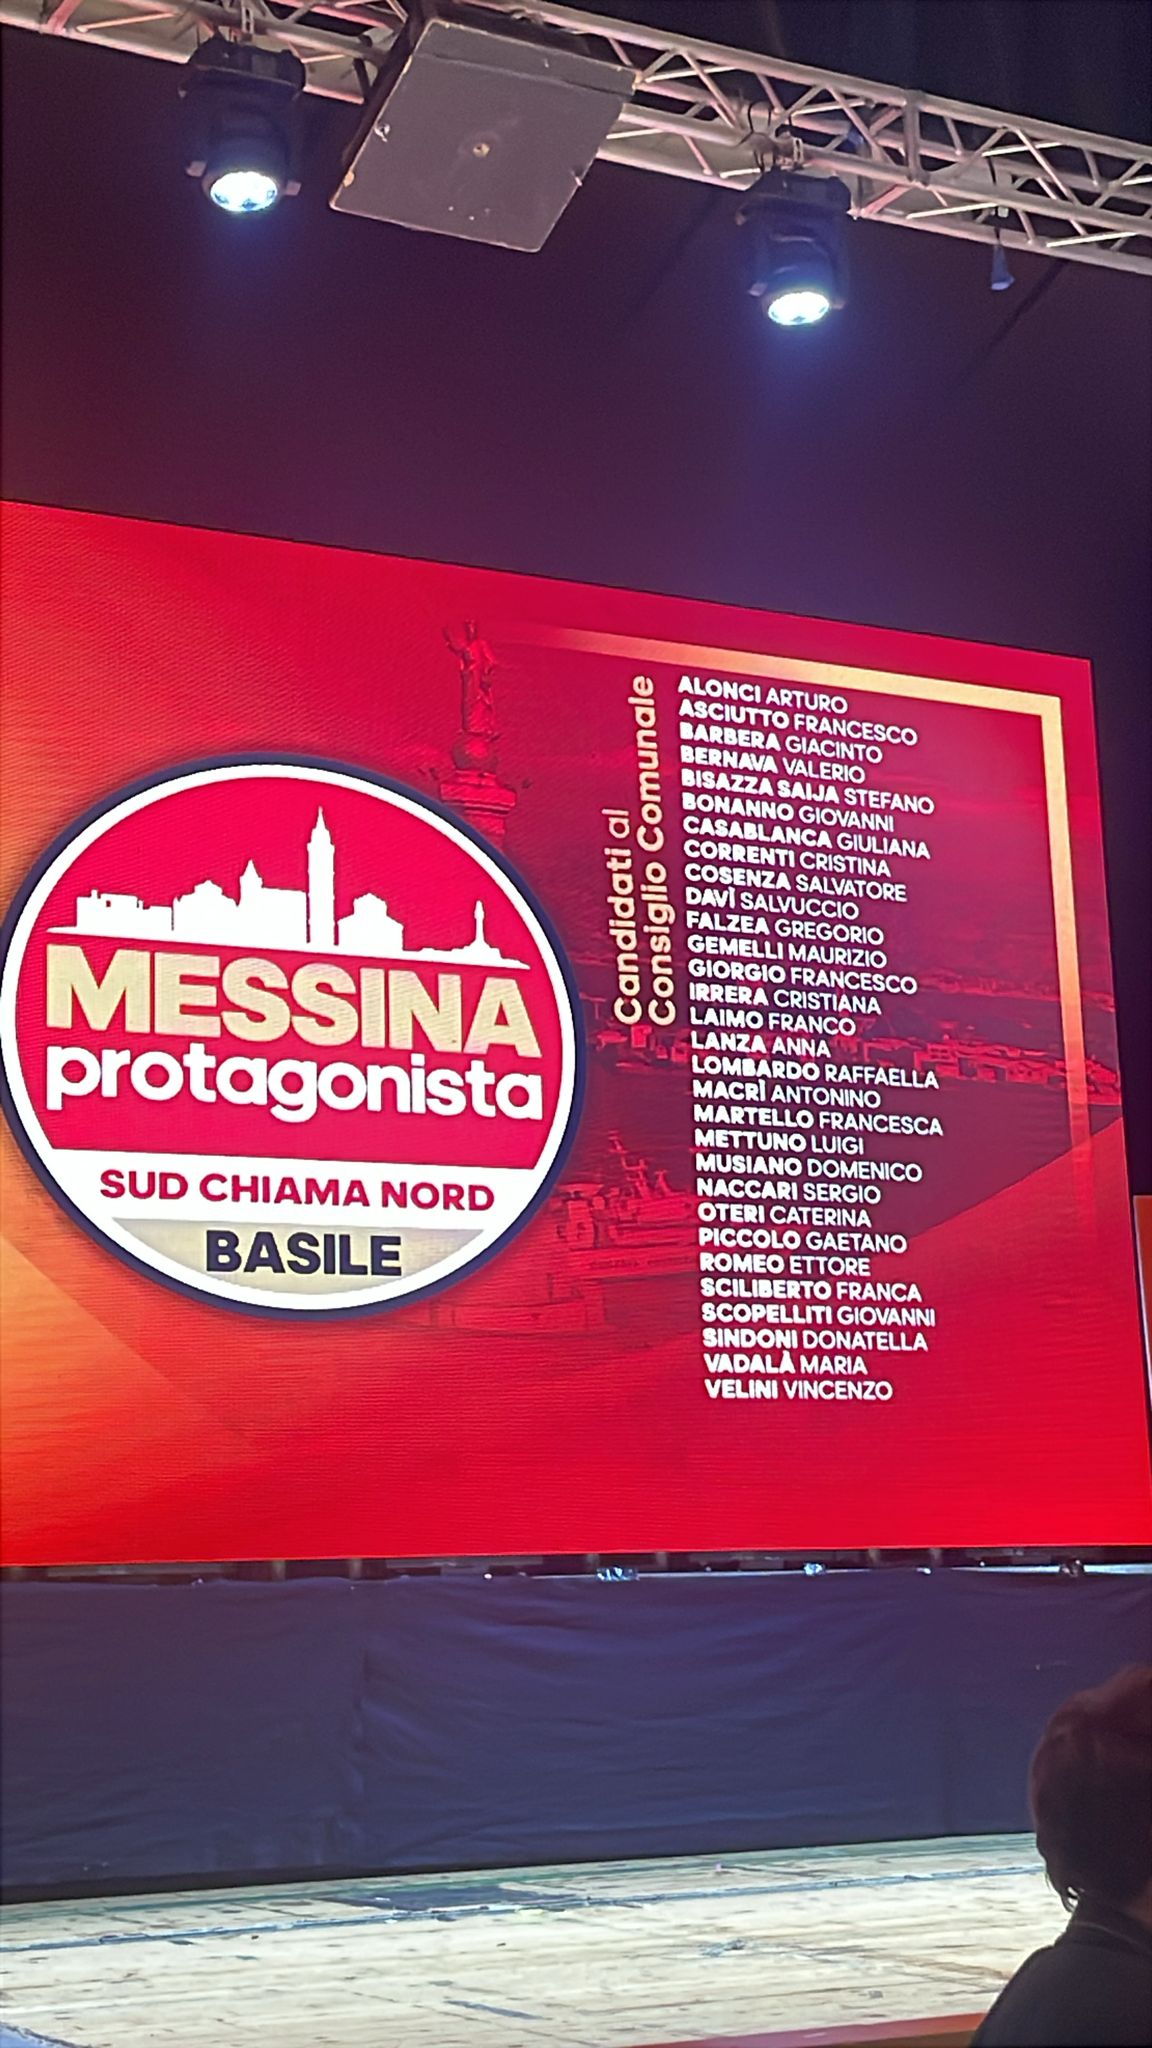 MESSINA
protagonista
SUD CHIAMA NORD
BASILE
Candidati al
Consiglio Comunale
ALONCI ARTURO
ASCIUTTO FRANCESCO
BARBERA GIACINTO
BERNAVA VALERIO
BISAZZA SAIJA STEFANO
BONANNO GIOVANNI
CASABLANCA GIULIANA
CORRENTI CRISTINA
COSENZA SALVATORE
DAVÌ SALVUCCIO
FALZEA GREGORIO
GEMELLI MAURIZIO
GIORGIO FRANCESCO
IRRERA CRISTIANA
LAIMO FRANCO
LANZA ANNA
LOMBARDO RAFFAELLA
MACRÌ ANTONINO
MARTELLO FRANCESCA
METTUNO LUIGI
MUSIANO DOMENICO
NACCARI SERGIO
OTERI CATERINA
PICCOLO GAETANO
ROMEO ETTORE
SCILIBERTO FRANCA
SCOPELLITI GIOVANNI
SINDONI DONATELLA
VADALÀ MARIA
VELINI VINCENZO